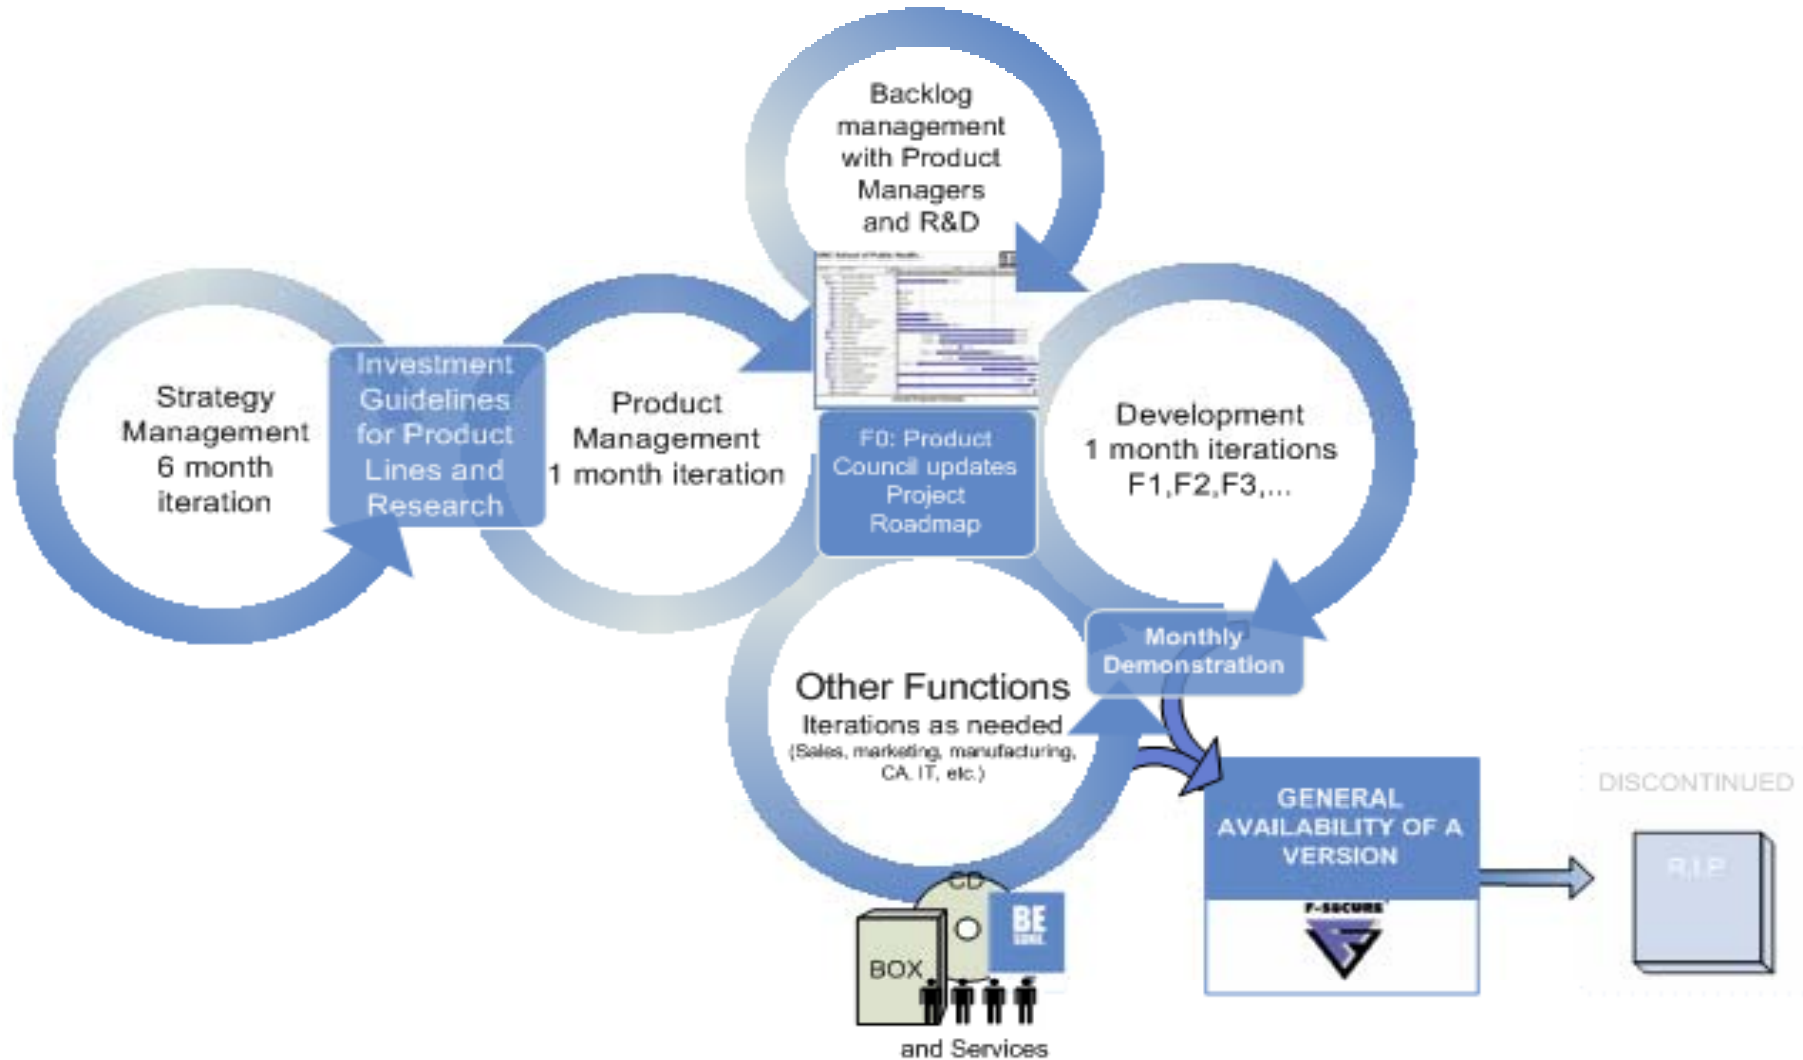 Backlog
management
with Product
Managers
and R&D
Strategy
Management
6 month
iteration
Investment
Guidelines
for Product
Lines and
Research
Product
Management
1 month iteration
F0: Product
Council updates
Project
Roadmap
Development
1 month iterations
F1,F2,F3,...
Monthly
Demonstration
Other Functions
Iterations as needed
(Sales, marketing, manufacturing,
CA, IT, etc.)
GENERAL
AVAILABILITY OF A
VERSION
F-SECURE
DISCONTINUED
R.I.P
CD
BE
SURE.
BOX
and Services